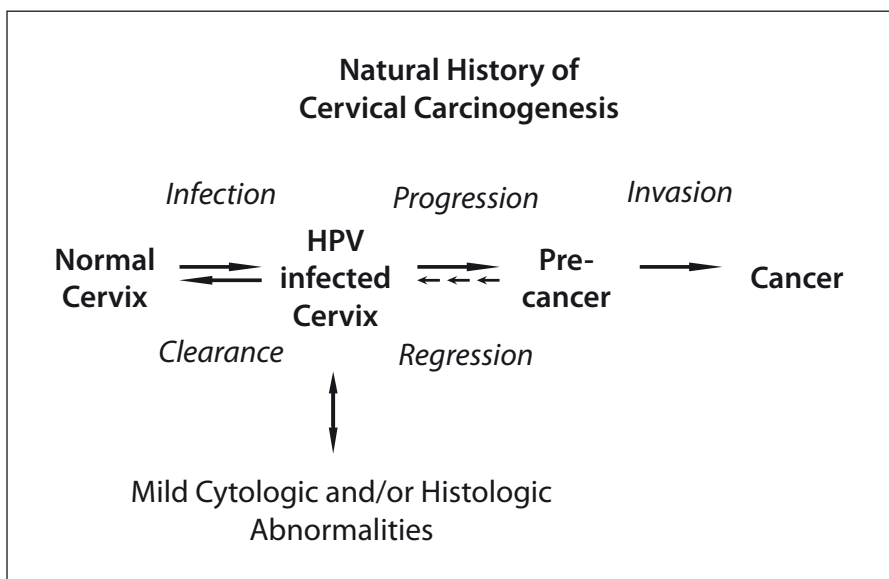 Natural History of
Cervical Carcinogenesis
Infection
Progression
Invasion
Normal
Cervix
HPV
infected
Cervix
Pre-
cancer
Cancer
Clearance
Regression
Mild Cytologic and/or Histologic
Abnormalities